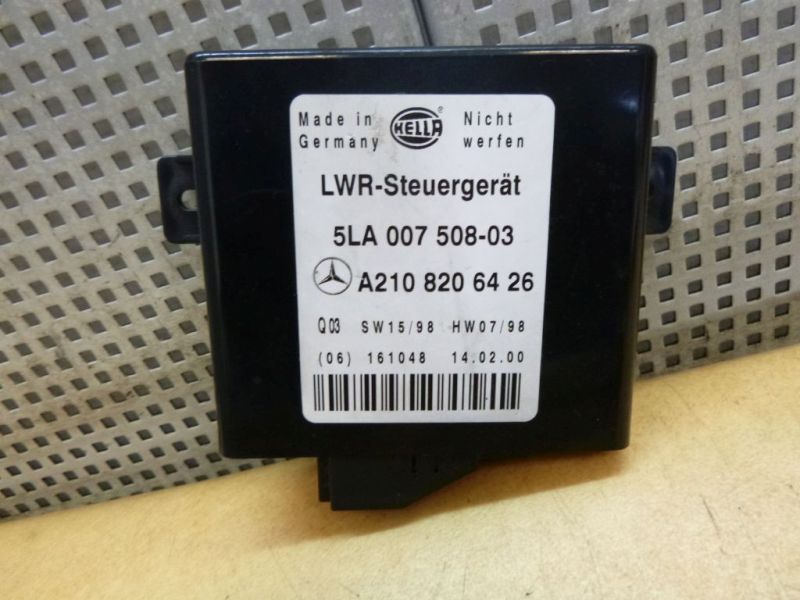 Made in
Germany
HELLA
®
Nicht
werfen
LWR-Steuergerät
5LA 007 508-03
A210 820 64 26
Q03 SW15/98 HW07/98
(06) 161048 14.02.00